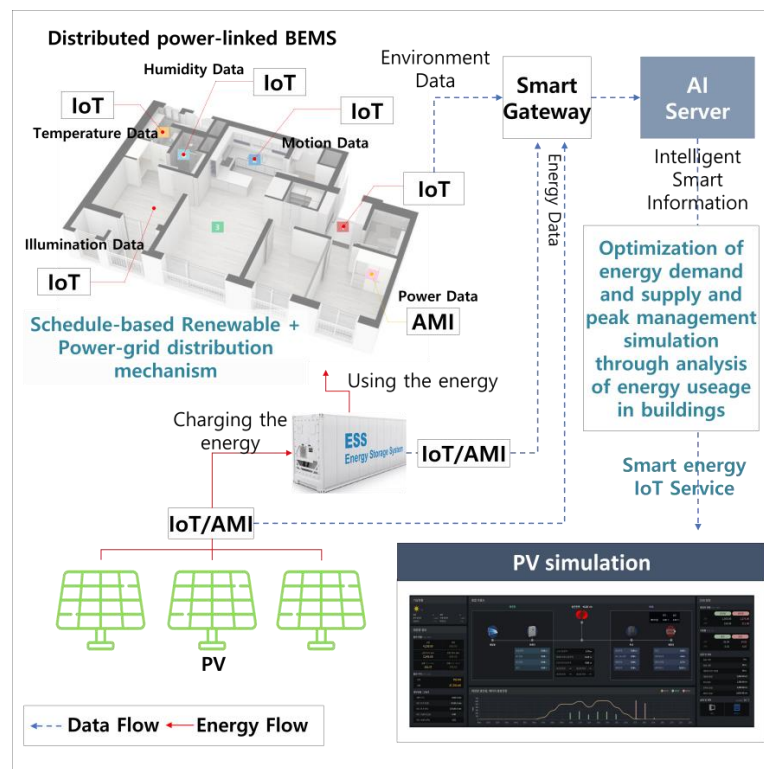 Distributed power-linked BEMS
Humidity Data
IoT
IoT
IoT
Temperature Data
Motion Data
IoT
Illumination Data
IoT
Power Data
AMI
Schedule-based Renewable +
Power-grid distribution
mechanism
Environment
Data
Smart
Gateway
AI
Server
Energy Data
Intelligent
Smart
Information
Optimization of
energy demand
and supply and
peak management
simulation
through analysis
of energy useage
in buildings
Using the energy
Charging the
energy
ESS
Energy Storage System
IoT/AMI
IoT/AMI
Smart energy
IoT Service
PV
PV simulation
Data Flow
Energy Flow